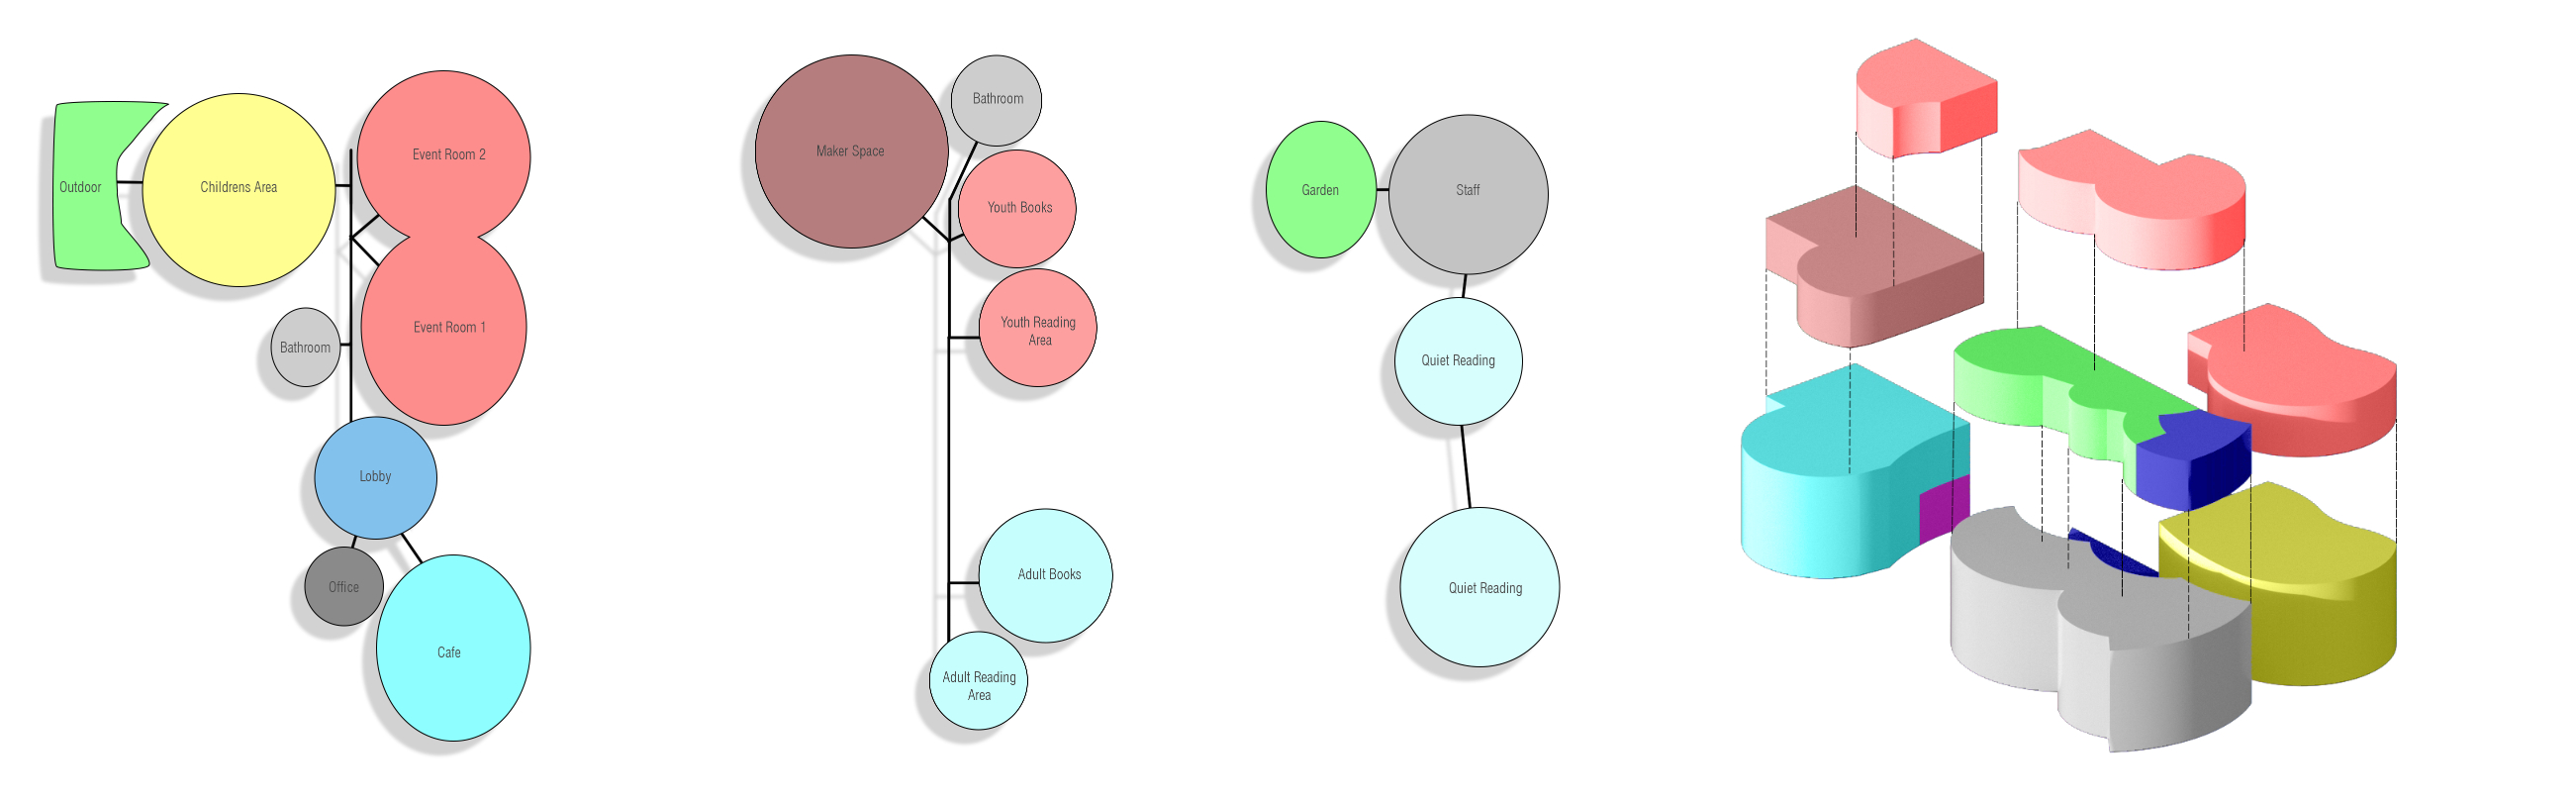 Outdoor
Childrens Area
Event Room 2
Event Room 1
Bathroom
Lobby
Office
Cafe
Maker Space
Bathroom
Youth Books
Youth Reading
Area
Adult Books
Adult Reading
Area
Garden
Staff
Quiet Reading
Quiet Reading